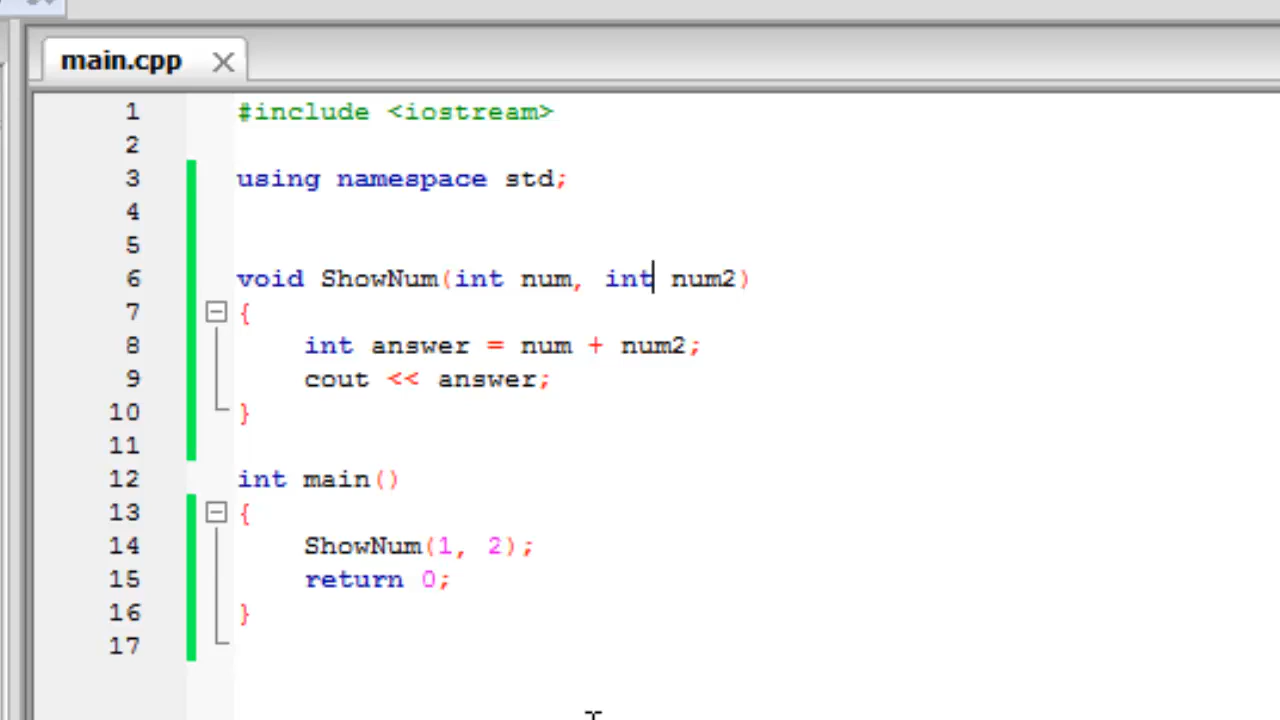 main.cpp
1 #include <iostream>
2
3 using namespace std;
4
5
6 void ShowNum(int num, int num2)
7 {
8     int answer = num + num2;
9     cout << answer;
10 }
11
12 int main()
13 {
14     ShowNum(1, 2);
15     return 0;
16 }
17